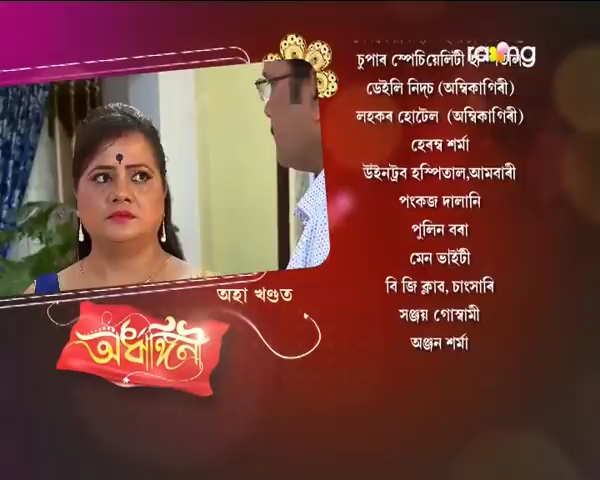 rang
চুপাৰ স্পেচিয়েলিটী
ডেইলি নিদ্চ (অম্বিকাগিৰী)
লহকৰ হোটেল (অম্বিকাগিৰী)
হেৰম্ব শৰ্মা
উইনট্ৰব হস্পিতাল,আমবাৰী
পংকজ দালানি
পুলিন বৰা
মেন ভাইটী
বি জি ক্লাব, চাংসাৰি
সঞ্জয় গোস্বামী
অঞ্জন শৰ্মা
অহা খণ্ডত
অৰ্ধাঙ্গিনী